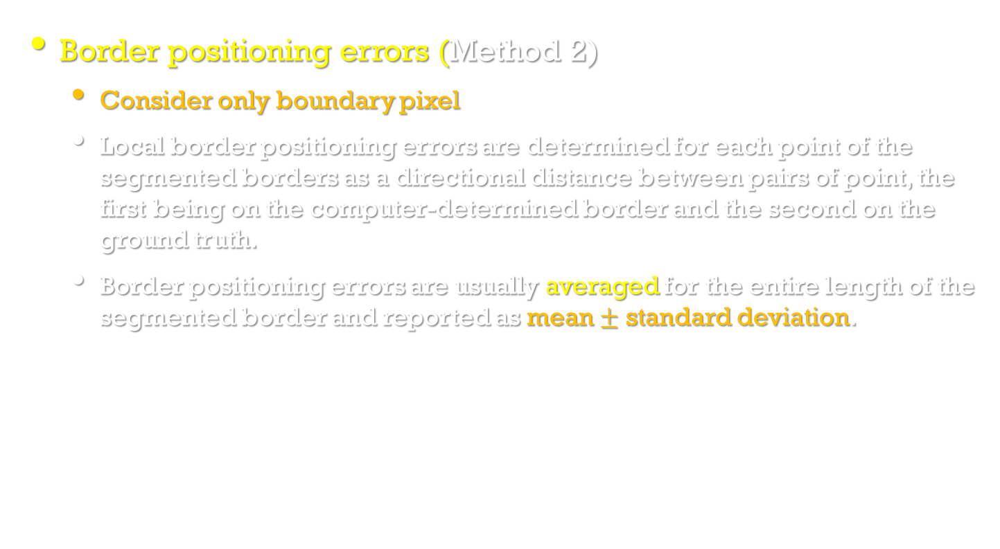 • Border positioning errors (Method 2)
• Consider only boundary pixel
• Local border positioning errors are determined for each point of the
segmented borders as a directional distance between pairs of point, the
first being on the computer-determined border and the second on the
ground truth.
• Border positioning errors are usually averaged for the entire length of the
segmented border and reported as mean ± standard deviation.